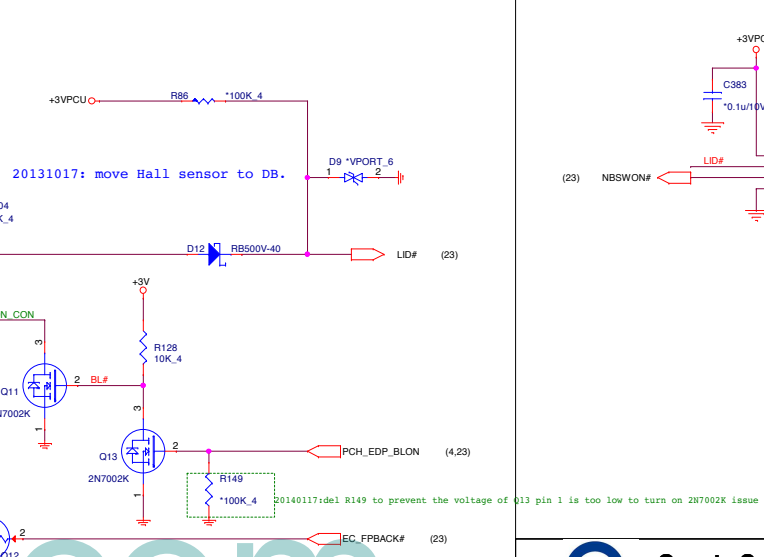 +3VPCU
R86
*100K_4
D9 *VPORT_6
1
2
20131017: move Hall sensor to DB.
D12
RB500V-40
LID#
(23)
+3V
R128
10K_4
3
Q11
2
BL#
1
3
Q13
2
2N7002K
1
PCH_EDP_BLON
(4,23)
R149
*100K_4
20140117:del R149 to prevent the voltage of Q13 pin 1 is too low to turn on 2N7002K issue
2
EC_FPBACK#
(23)
C383
*0.1u/10V
LID#
(23)
NBSWON#